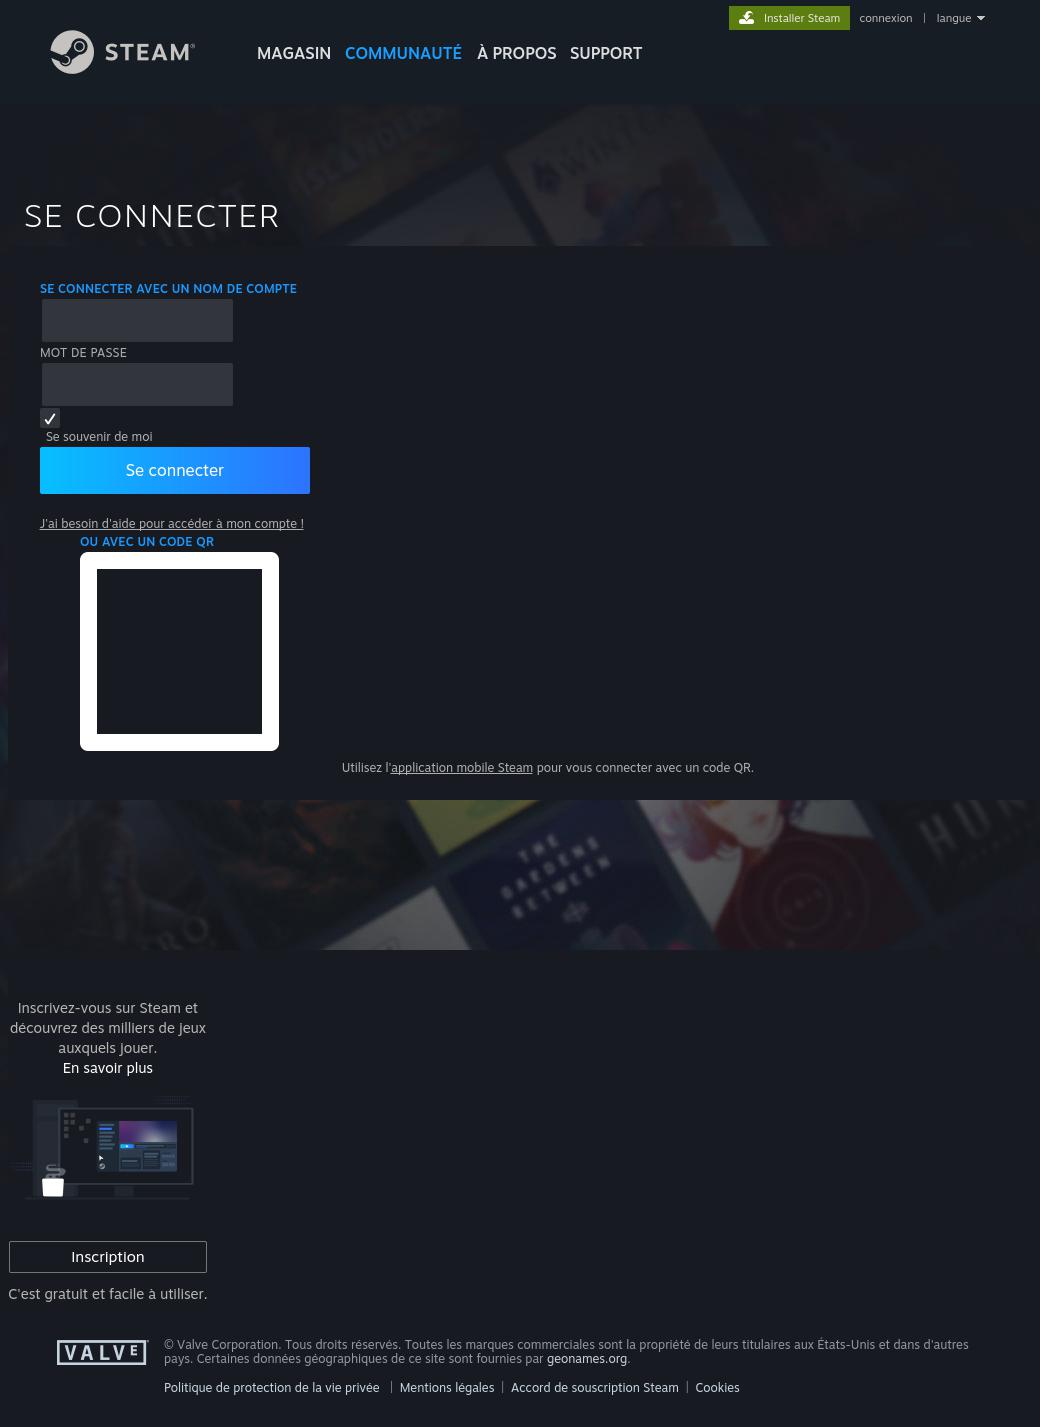 Installer Steam
connexion | langue
STEAM®
MAGASIN COMMUNAUTÉ À PROPOS SUPPORT
SE CONNECTER
SE CONNECTER AVEC UN NOM DE COMPTE
MOT DE PASSE
Se souvenir de moi
Se connecter
J'ai besoin d'aide pour accéder à mon compte !
OU AVEC UN CODE QR
Utilisez l'application mobile Steam pour vous connecter avec un code QR.
THE
GARDENS
BETWEEN
Inscrivez-vous sur Steam et
découvrez des milliers de jeux
auxquels jouer.
En savoir plus
Inscription
C'est gratuit et facile à utiliser.
VALVE
© Valve Corporation. Tous droits réservés. Toutes les marques commerciales sont la propriété de leurs titulaires aux États-Unis et dans d'autres
pays. Certaines données géographiques de ce site sont fournies par geonames.org.
Politique de protection de la vie privée | Mentions légales | Accord de souscription Steam | Cookies